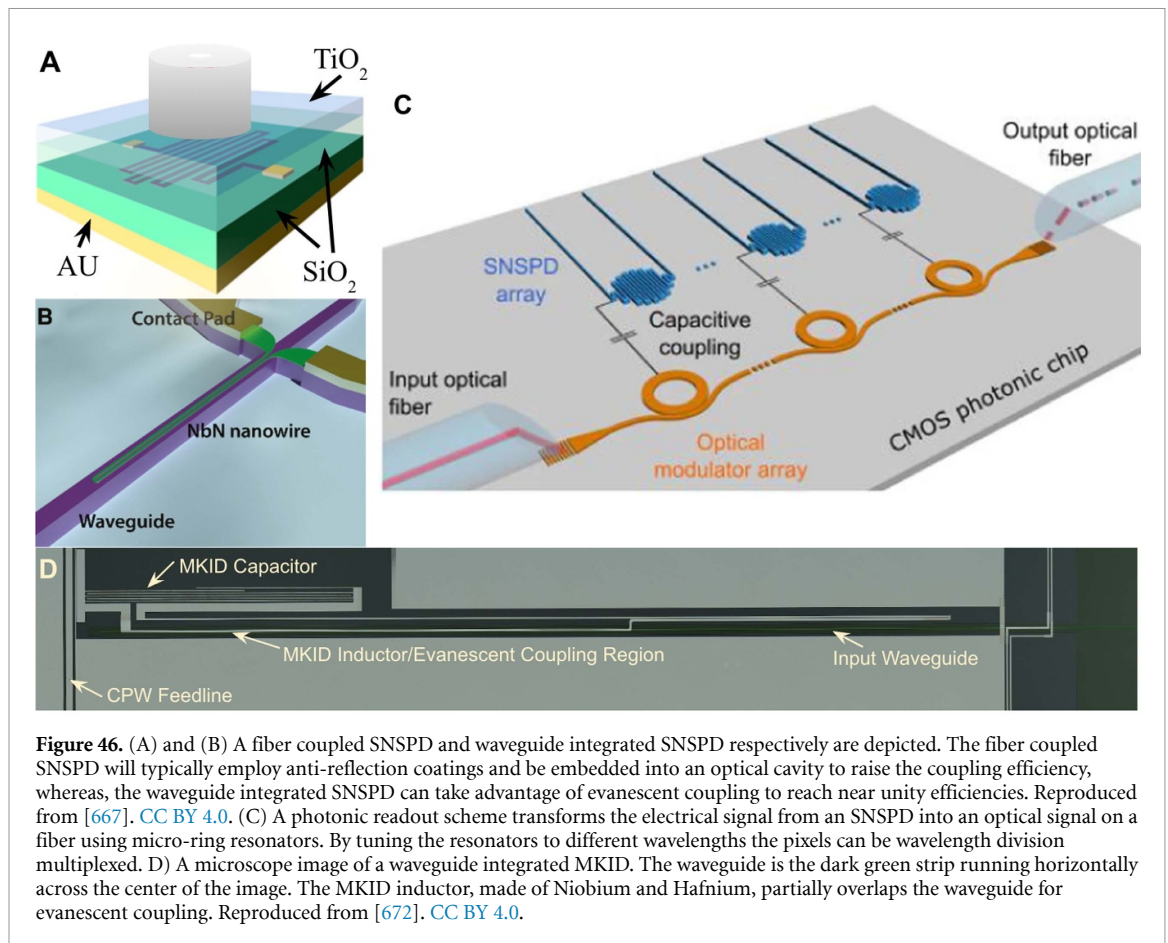 A
TiO2
AU
SiO2
B
Contact Pad
NbN nanowire
Waveguide
C
Output optical
fiber
SNSPD
array
Capacitive
coupling
Input optical
fiber
Optical
modulator array
CMOS photonic chip
D
MKID Capacitor
MKID Inductor/Evanescent Coupling Region
Input Waveguide
CPW Feedline
Figure 46. (A) and (B) A fiber coupled SNSPD and waveguide integrated SNSPD respectively are depicted. The fiber coupled
SNSPD will typically employ anti-reflection coatings and be embedded into an optical cavity to raise the coupling efficiency,
whereas, the waveguide integrated SNSPD can take advantage of evanescent coupling to reach near unity efficiencies. Reproduced
from [667]. CC BY 4.0. (C) A photonic readout scheme transforms the electrical signal from an SNSPD into an optical signal on a
fiber using micro-ring resonators. By tuning the resonators to different wavelengths the pixels can be wavelength division
multiplexed. D) A microscope image of a waveguide integrated MKID. The waveguide is the dark green strip running horizontally
across the center of the image. The MKID inductor, made of Niobium and Hafnium, partially overlaps the waveguide for
evanescent coupling. Reproduced from [672]. CC BY 4.0.